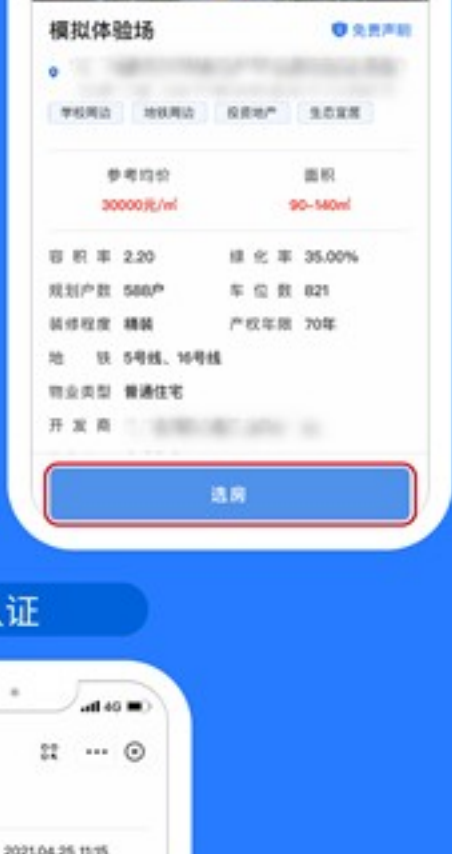 模拟体验场 免责声明
学校周边 地铁周边 投资地产 生态宜居
参考均价 面积
30000元/㎡ 90~140㎡
容积率 2.20 绿化率 35.00%
规划户数 588户 车位数 821
装修程度 精装 产权年限 70年
地铁 5号线、16号线
物业类型 普通住宅
开发商
选房
认证
4G
2021.04.25 11:15